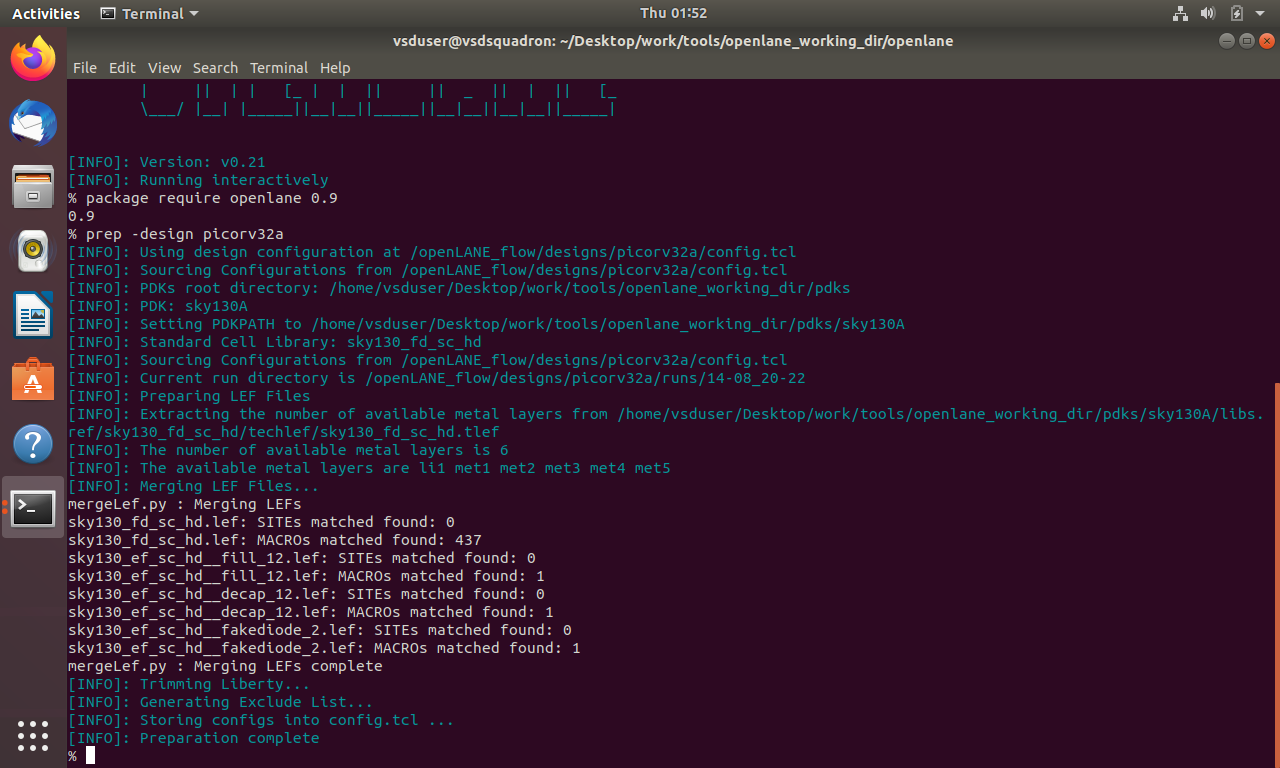 Activities Terminal Thu 01:52
vsduser@vsdsquadron: ~/Desktop/work/tools/openlane_working_dir/openlane
File Edit View Search Terminal Help
[INFO]: Version: v0.21
[INFO]: Running interactively
% package require openlane 0.9
0.9
% prep -design picorv32a
[INFO]: Using design configuration at /openLANE_flow/designs/picorv32a/config.tcl
[INFO]: Sourcing Configurations from /openLANE_flow/designs/picorv32a/config.tcl
[INFO]: PDKs root directory: /home/vsduser/Desktop/work/tools/openlane_working_dir/pdks
[INFO]: PDK: sky130A
[INFO]: Setting PDKPATH to /home/vsduser/Desktop/work/tools/openlane_working_dir/pdks/sky130A
[INFO]: Standard Cell Library: sky130_fd_sc_hd
[INFO]: Sourcing Configurations from /openLANE_flow/designs/picorv32a/config.tcl
[INFO]: Current run directory is /openLANE_flow/designs/picorv32a/runs/14-08_20-22
[INFO]: Preparing LEF Files
[INFO]: Extracting the number of available metal layers from /home/vsduser/Desktop/work/tools/openlane_working_dir/pdks/sky130A/libs.
ref/sky130_fd_sc_hd/techlef/sky130_fd_sc_hd.tlef
[INFO]: The number of available metal layers is 6
[INFO]: The available metal layers are li1 met1 met2 met3 met4 met5
[INFO]: Merging LEF Files...
mergeLef.py : Merging LEFs
sky130_fd_sc_hd.lef: SITEs matched found: 0
sky130_fd_sc_hd.lef: MACROs matched found: 437
sky130_ef_sc_hd__fill_12.lef: SITEs matched found: 0
sky130_ef_sc_hd__fill_12.lef: MACROs matched found: 1
sky130_ef_sc_hd__decap_12.lef: SITEs matched found: 0
sky130_ef_sc_hd__decap_12.lef: MACROs matched found: 1
sky130_ef_sc_hd__fakediode_2.lef: SITEs matched found: 0
sky130_ef_sc_hd__fakediode_2.lef: MACROs matched found: 1
mergeLef.py : Merging LEFs complete
[INFO]: Trimming Liberty...
[INFO]: Generating Exclude List...
[INFO]: Storing configs into config.tcl ...
[INFO]: Preparation complete
%